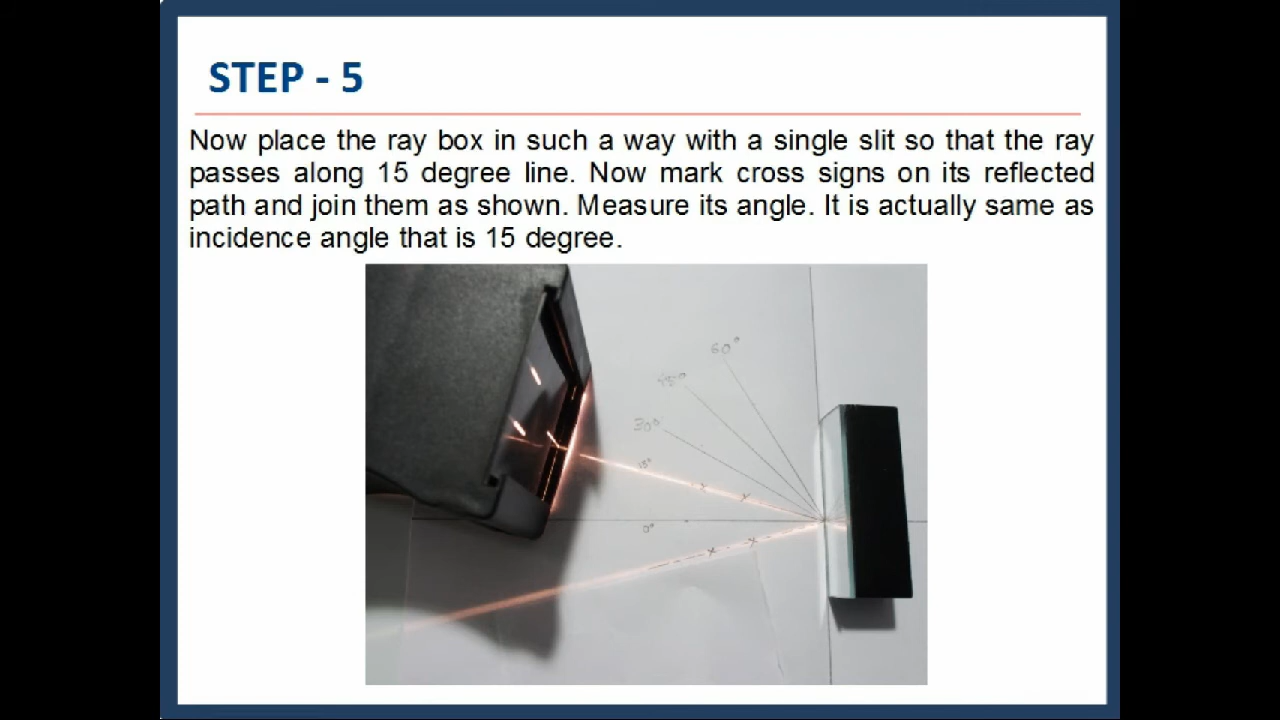 STEP - 5
Now place the ray box in such a way with a single slit so that the ray
passes along 15 degree line. Now mark cross signs on its reflected
path and join them as shown. Measure its angle. It is actually same as
incidence angle that is 15 degree.
60°
45°
30°
15°
0°